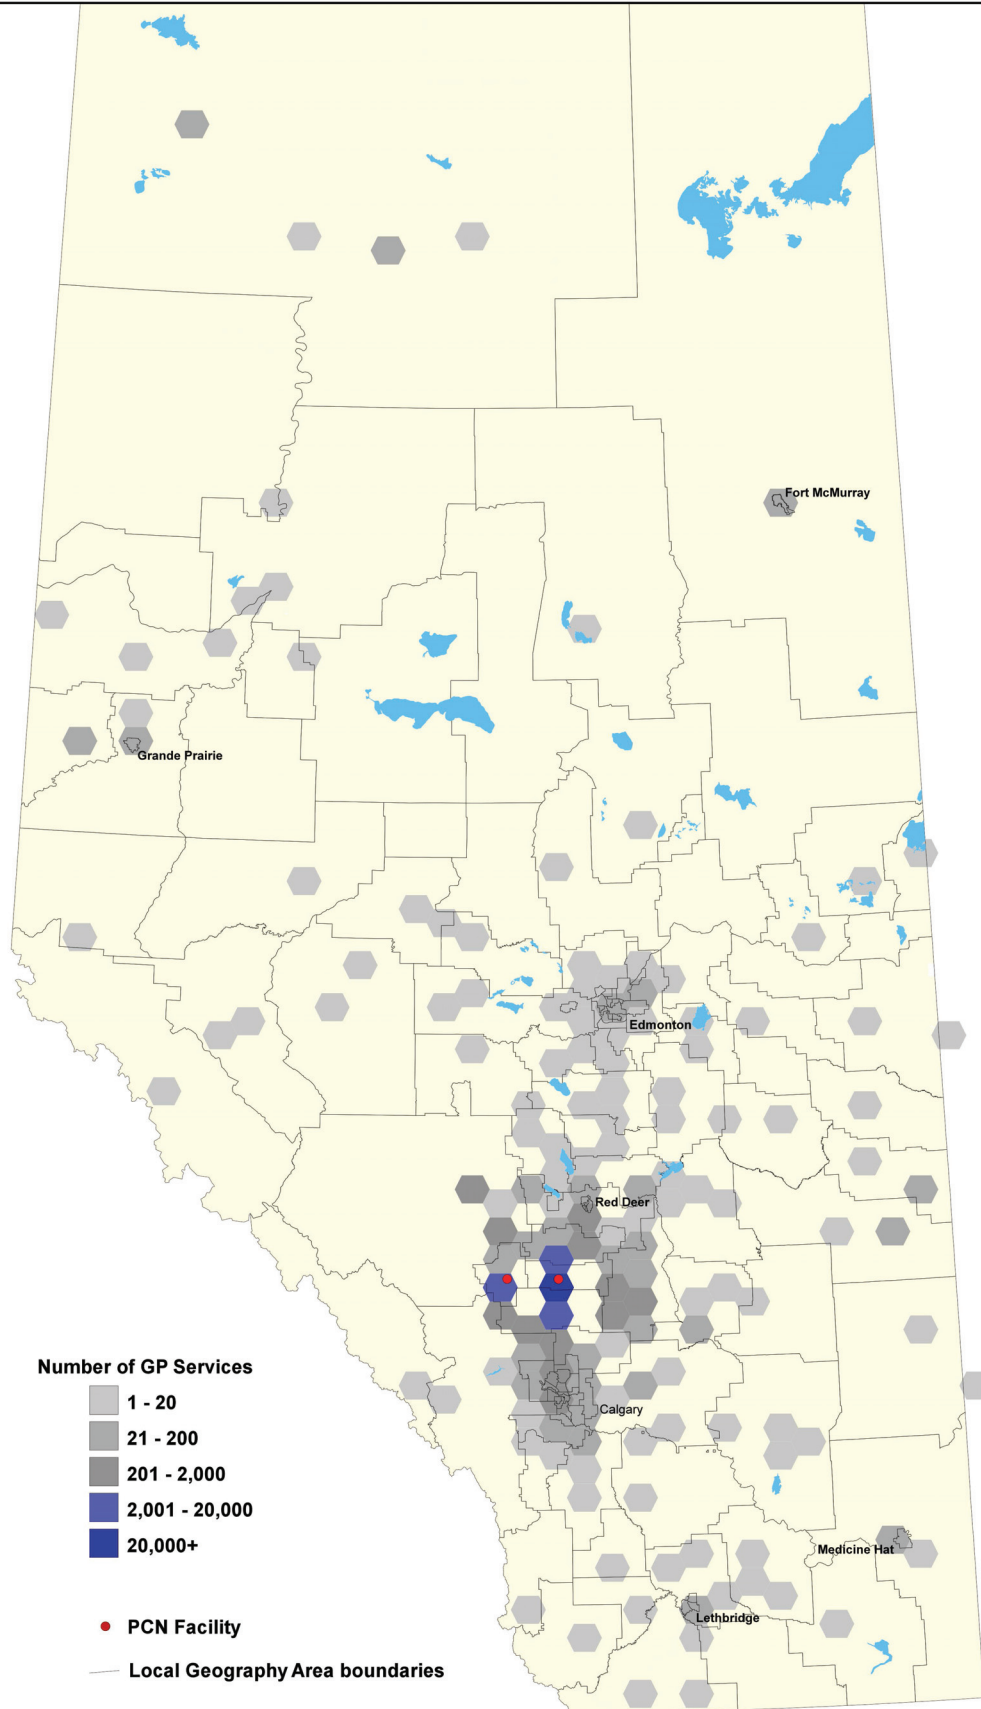 Fort McMurray
Grande Prairie
Edmonton
Red Deer
Number of GP Services
1 - 20
Calgary
21 - 200
201 - 2,000
2,001 - 20,000
20,000+
Medicine Hat
Lethbridge
PCN Facility
Local Geography Area boundaries